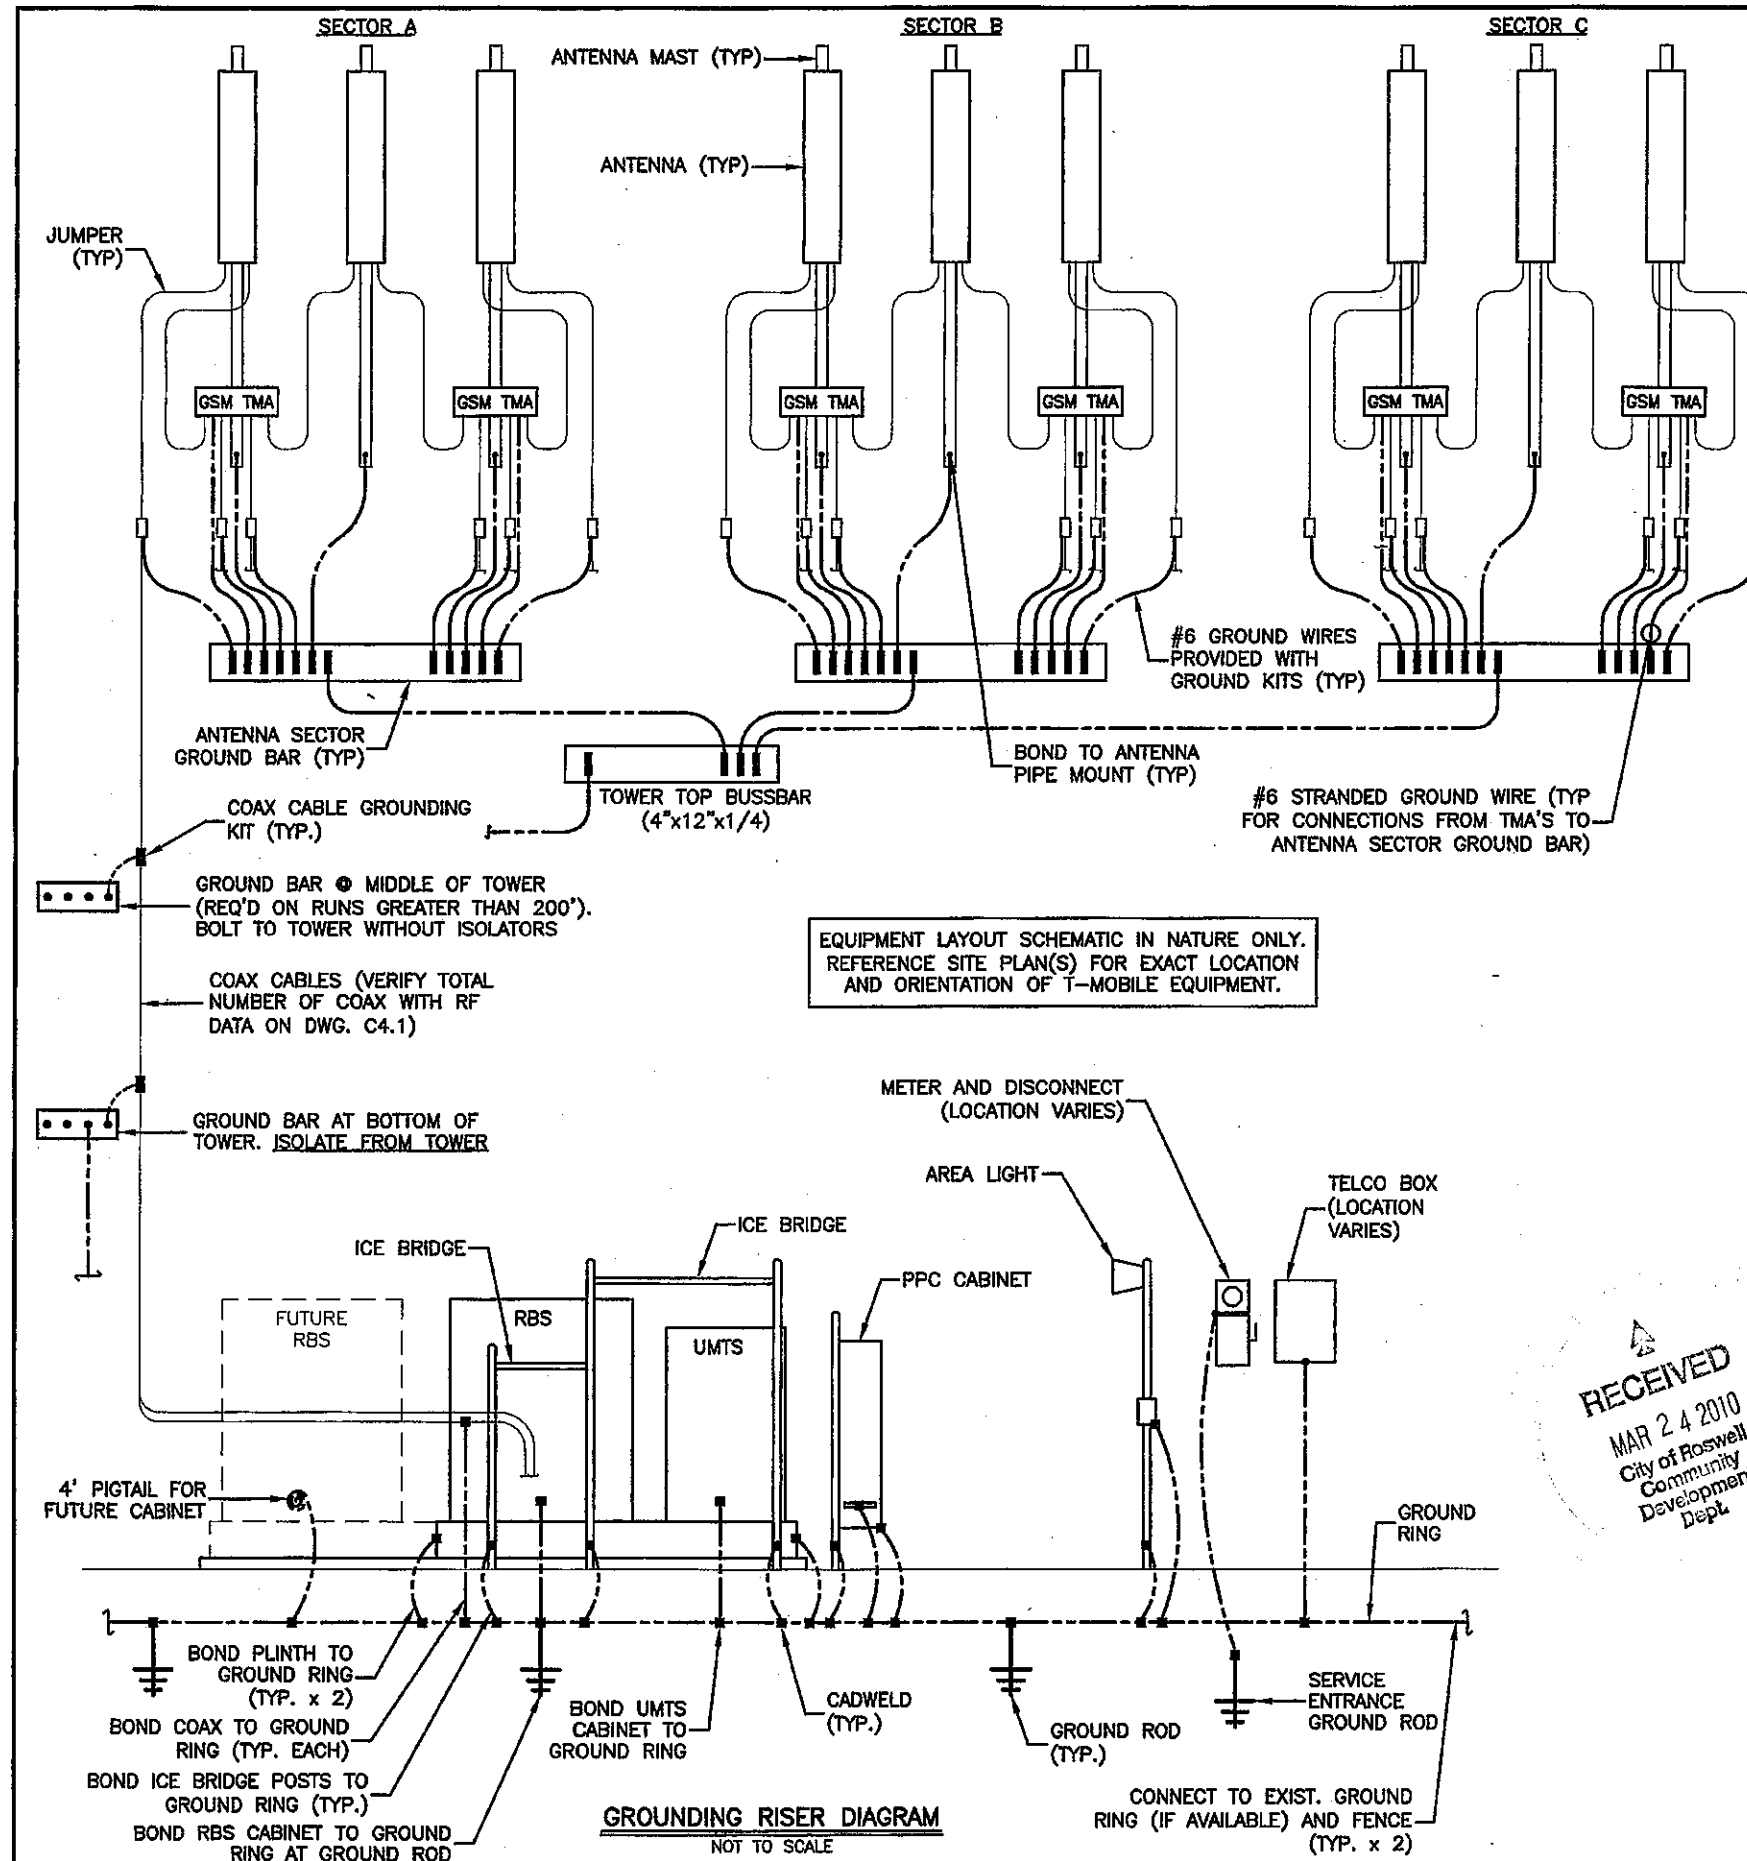 SECTOR A
SECTOR B
SECTOR C
ANTENNA MAST (TYP)
ANTENNA (TYP)
JUMPER
(TYP)
GSM TMA
GSM TMA
GSM TMA
GSM TMA
GSM TMA
GSM TMA
#6 GROUND WIRES
PROVIDED WITH
GROUND KITS (TYP)
ANTENNA SECTOR
GROUND BAR (TYP)
BOND TO ANTENNA
PIPE MOUNT (TYP)
TOWER TOP BUSSBAR
(4"x12"x1/4)
#6 STRANDED GROUND WIRE (TYP
FOR CONNECTIONS FROM TMA'S TO
ANTENNA SECTOR GROUND BAR)
COAX CABLE GROUNDING
KIT (TYP.)
GROUND BAR @ MIDDLE OF TOWER
(REQ'D ON RUNS GREATER THAN 200').
BOLT TO TOWER WITHOUT ISOLATORS
EQUIPMENT LAYOUT SCHEMATIC IN NATURE ONLY.
REFERENCE SITE PLAN(S) FOR EXACT LOCATION
AND ORIENTATION OF T-MOBILE EQUIPMENT.
COAX CABLES (VERIFY TOTAL
NUMBER OF COAX WITH RF
DATA ON DWG. C4.1)
METER AND DISCONNECT
(LOCATION VARIES)
GROUND BAR AT BOTTOM OF
TOWER. ISOLATE FROM TOWER
AREA LIGHT
TELCO BOX
(LOCATION
VARIES)
ICE BRIDGE
ICE BRIDGE
PPC CABINET
FUTURE
RBS
RBS
UMTS
RECEIVED
MAR 24 2010
City of Roswell
Community
Development
Dept.
4' PIGTAIL FOR
FUTURE CABINET
GROUND
RING
BOND PLINTH TO
GROUND RING
(TYP. x 2)
BOND COAX TO GROUND
RING (TYP. EACH)
BOND ICE BRIDGE POSTS TO
GROUND RING (TYP.)
BOND RBS CABINET TO GROUND
RING AT GROUND ROD
BOND UMTS
CABINET TO
GROUND RING
CADWELD
(TYP.)
GROUND ROD
(TYP.)
SERVICE
ENTRANCE
GROUND ROD
CONNECT TO EXIST. GROUND
RING (IF AVAILABLE) AND FENCE
(TYP. x 2)
GROUNDING RISER DIAGRAM
NOT TO SCALE